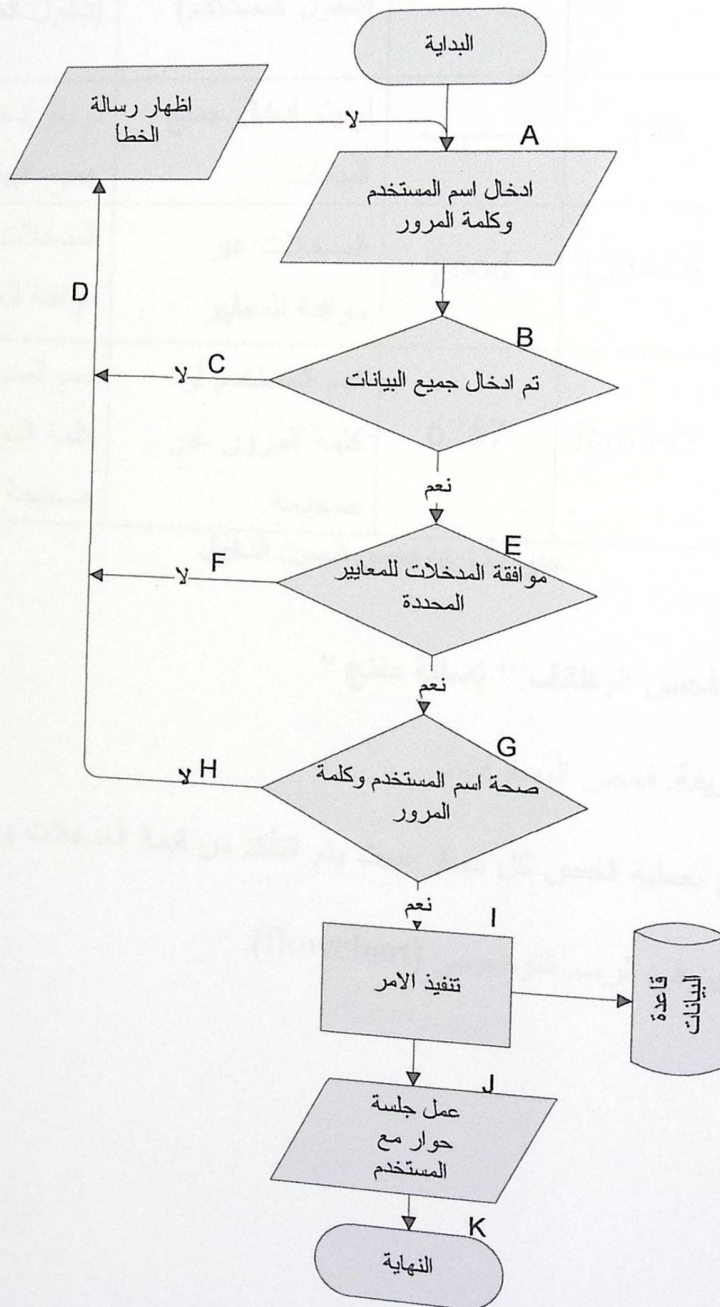 البداية
اظهار رسالة
الخطأ
لا
A
ادخال اسم المستخدم
وكلمة المرور
D
B
تم ادخال جميع البيانات
C
لا
نعم
E
موافقة المدخلات للمعايير
المحددة
F
لا
نعم
G
صحة اسم المستخدم وكلمة
المرور
H
لا
نعم
I
تنفيذ الامر
قاعدة
البيانات
J
عمل جلسة
حوار مع
المستخدم
K
النهاية